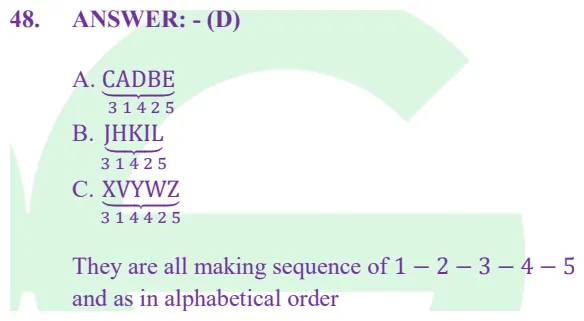 48. ANSWER: - (D)
A. CADBE
3 1 4 2 5
B. JHKIL
3 1 4 2 5
C. XVYWZ
3 1 4 4 2 5
They are all making sequence of 1 – 2 – 3 – 4 – 5
and as in alphabetical order